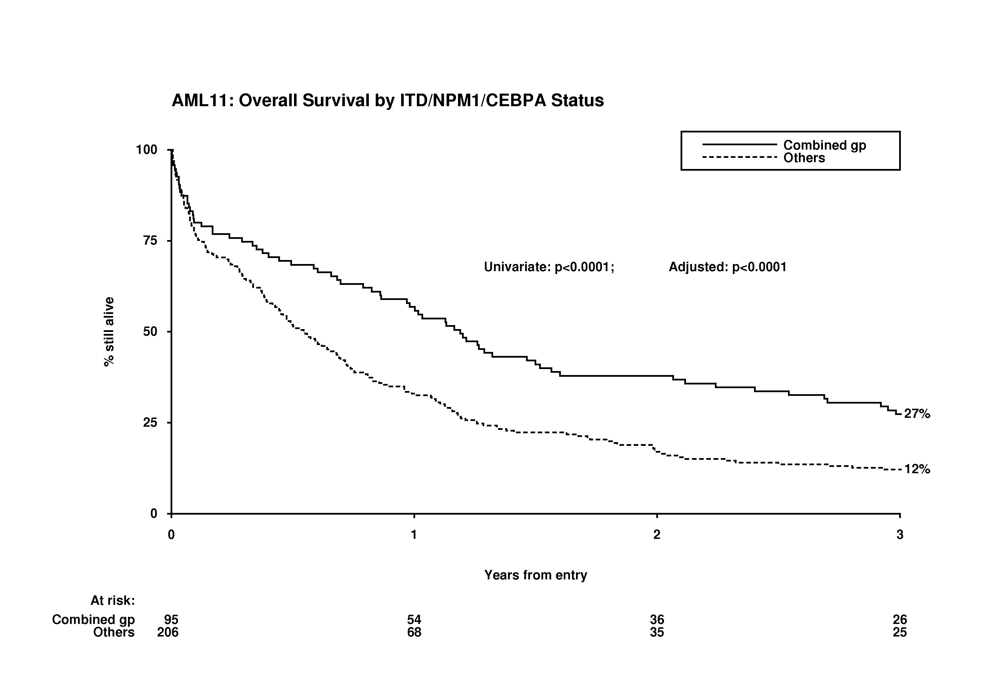 AML11: Overall Survival by ITD/NPM1/CEBPA Status
Combined gp
Others
100
75
50
25
0
% still alive
Univariate: p<0.0001; Adjusted: p<0.0001
27%
12%
0 1 2 3
Years from entry
At risk:
Combined gp 95 54 36 26
Others 206 68 35 25